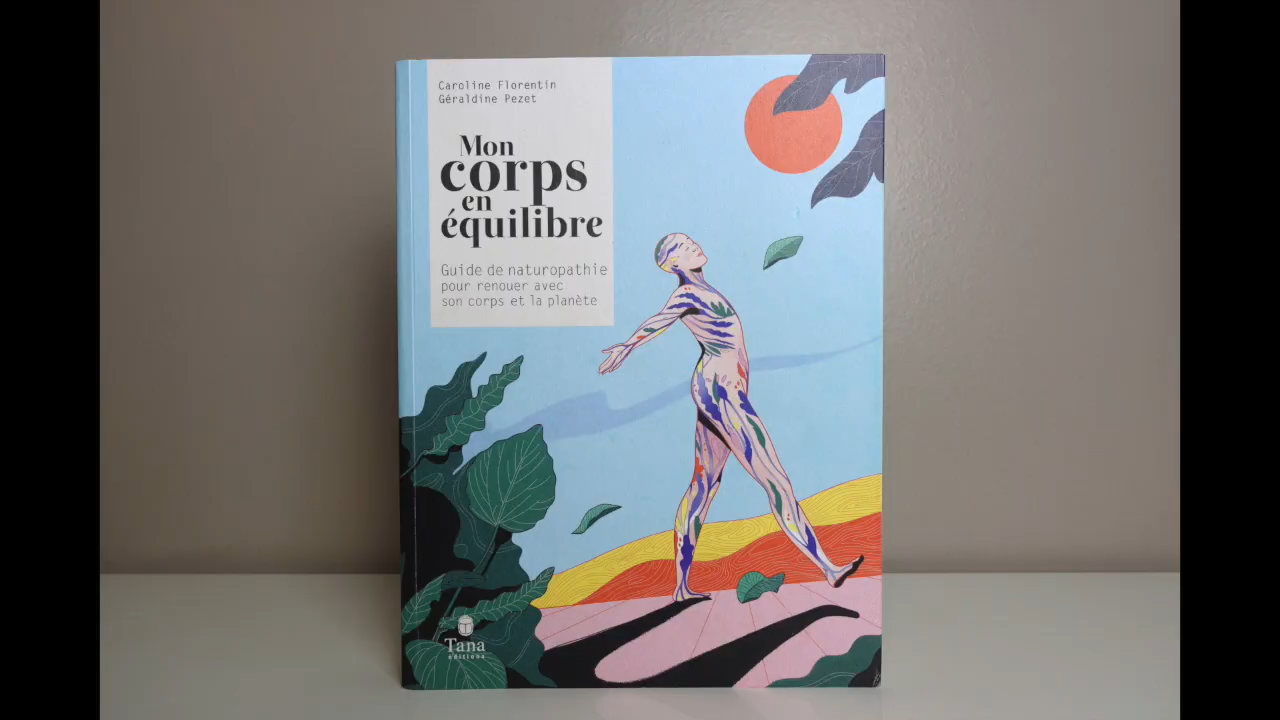 Caroline Florentin
Géraldine Pezet
Mon
corps
en
équilibre
Guide de naturopathie
pour renouer avec
son corps et la planète
Tana
éditions